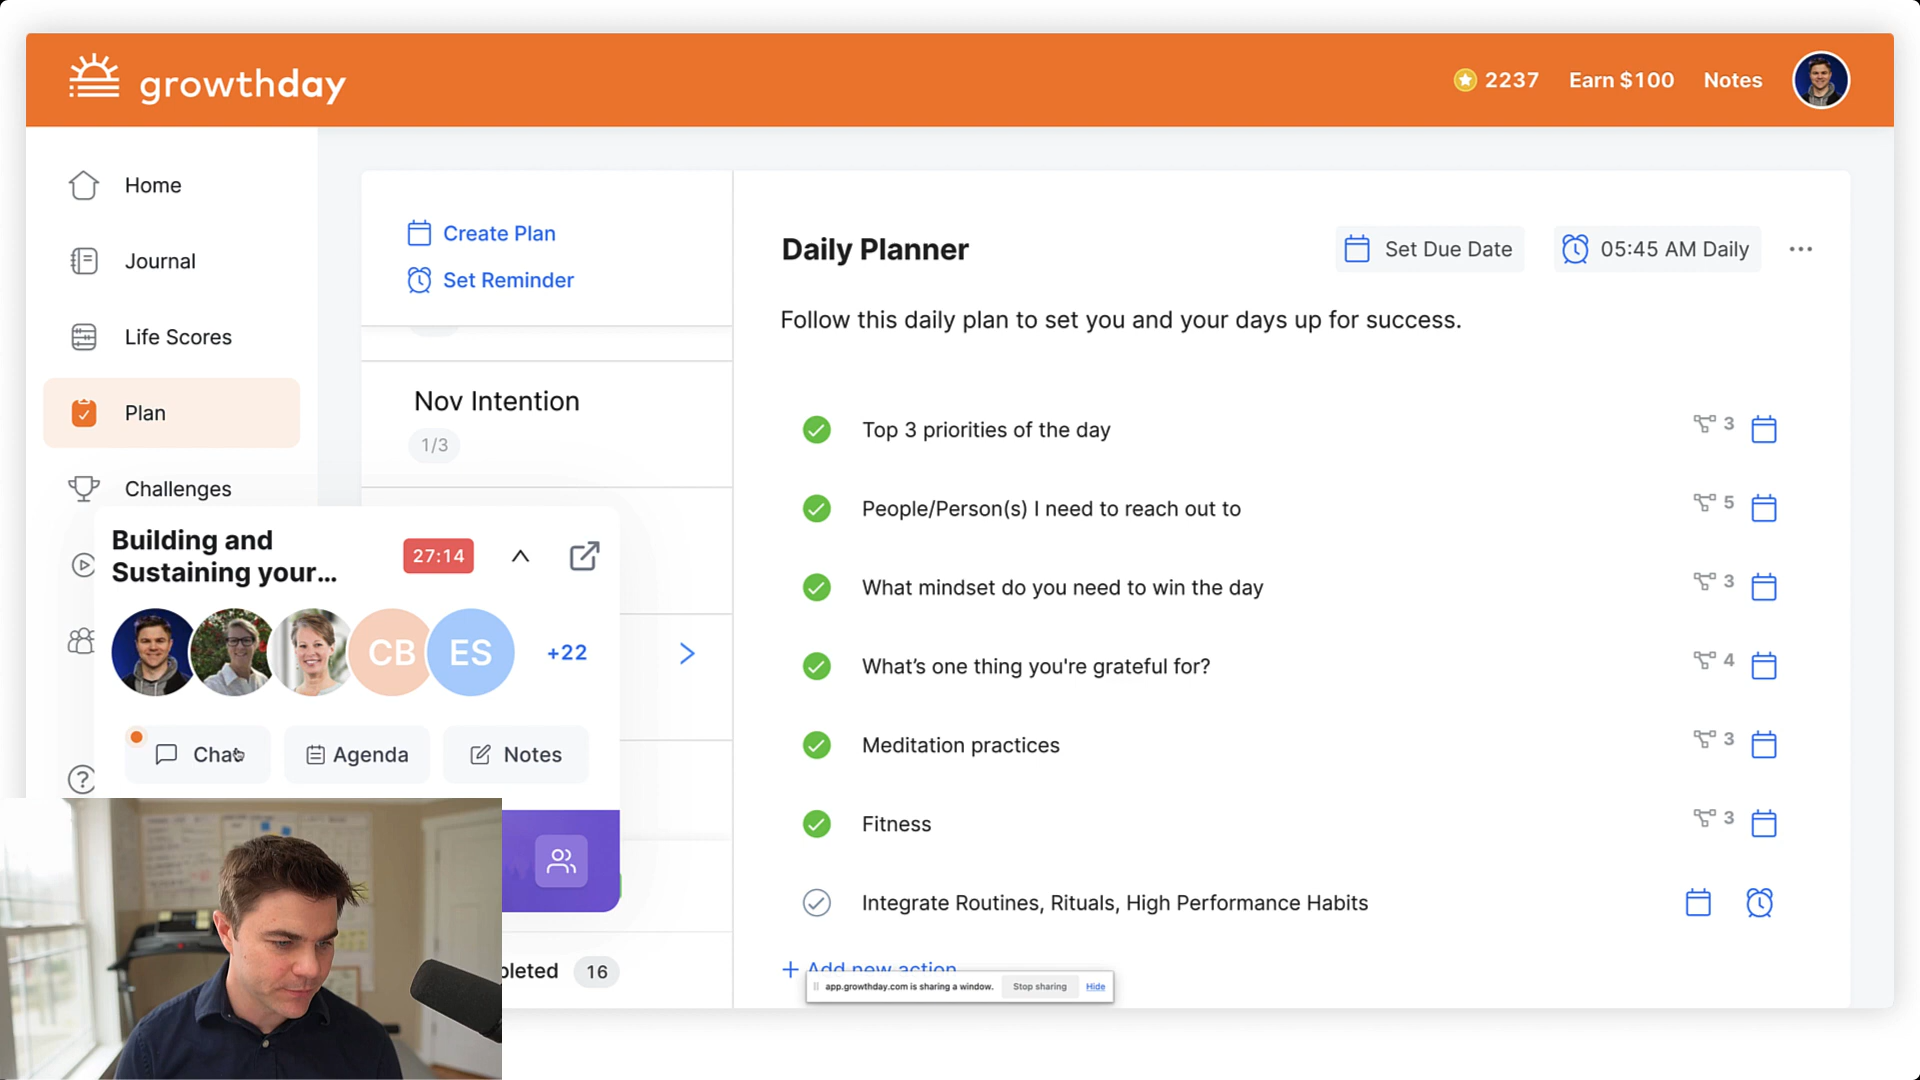 growthday
2237
Earn $100
Notes
Home
Journal
Life Scores
Plan
Challenges
Create Plan
Set Reminder
Nov Intention
1/3
Building and
Sustaining your...
27:14
CB
ES
+22
Chat
Agenda
Notes
16
Daily Planner
Set Due Date
05:45 AM Daily
Follow this daily plan to set you and your days up for success.
Top 3 priorities of the day
3
People/Person(s) I need to reach out to
5
What mindset do you need to win the day
3
What's one thing you're grateful for?
4
Meditation practices
3
Fitness
3
Integrate Routines, Rituals, High Performance Habits
+ Add new action
app.growthday.com is sharing a window.
Stop sharing
Hide